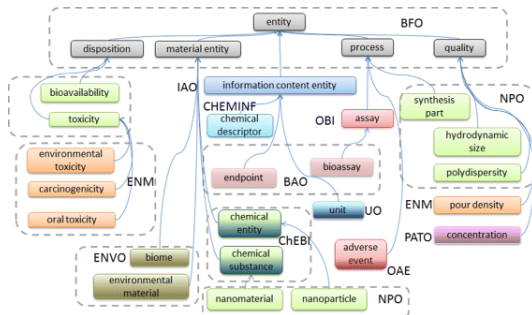 entity
BFO
disposition
material entity
process
quality
bioavailability
toxicity
IAO
information content entity
CHEMINF
chemical
descriptor
OBI
assay
synthesis
part
NPO
hydrodynamic
size
polydispersity
environmental
toxicity
carcinogenicity
oral toxicity
ENM
endpoint
BAO
bioassay
unit
UO
ENM
pour density
PATO
concentration
chemical
entity
ChEBI
chemical
substance
adverse
event
OAE
ENVO
biome
environmental
material
nanomaterial
nanoparticle
NPO